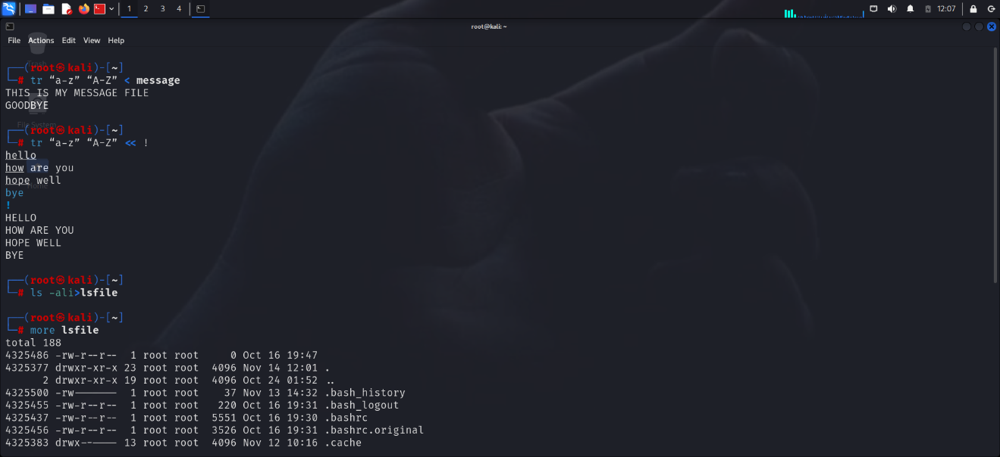 1 2 3 4 12:07
root@kali: ~
File Actions Edit View Help
Trash
┌──(root㉿kali)-[~]
└─# tr “a-z” “A-Z” < message
THIS IS MY MESSAGE FILE
GOODBYE
File System
┌──(root㉿kali)-[~]
└─# tr “a-z” “A-Z” << !
hello
how are you
hope well
Home
bye
!
HELLO
HOW ARE YOU
HOPE WELL
BYE
┌──(root㉿kali)-[~]
└─# ls -ali>lsfile
┌──(root㉿kali)-[~]
└─# more lsfile
total 188
4325486 -rw-r--r-- 1 root root 0 Oct 16 19:47
4325377 drwxr-xr-x 23 root root 4096 Nov 14 12:01 .
2 drwxr-xr-x 19 root root 4096 Oct 24 01:52 ..
4325500 -rw------- 1 root root 37 Nov 13 14:32 .bash_history
4325455 -rw-r--r-- 1 root root 220 Oct 16 19:31 .bash_logout
4325437 -rw-r--r-- 1 root root 5551 Oct 16 19:30 .bashrc
4325456 -rw-r--r-- 1 root root 3526 Oct 16 19:31 .bashrc.original
4325383 drwx------ 13 root root 4096 Nov 12 10:16 .cache